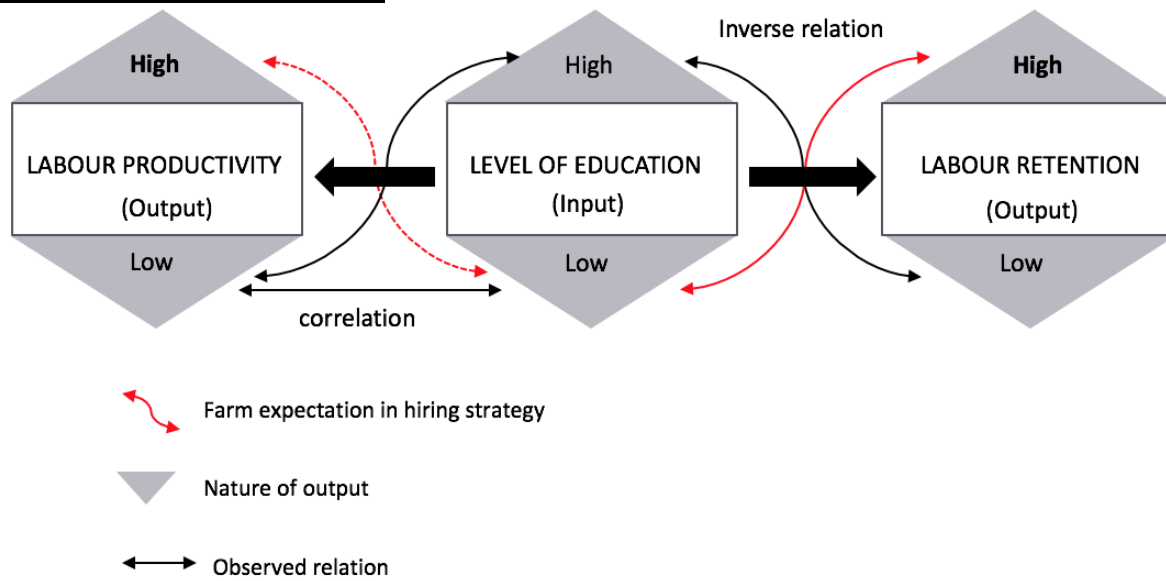 Inverse relation
High
High
High
LABOUR PRODUCTIVITY
(Output)
LEVEL OF EDUCATION
(Input)
LABOUR RETENTION
(Output)
Low
Low
Low
correlation
Farm expectation in hiring strategy
Nature of output
Observed relation